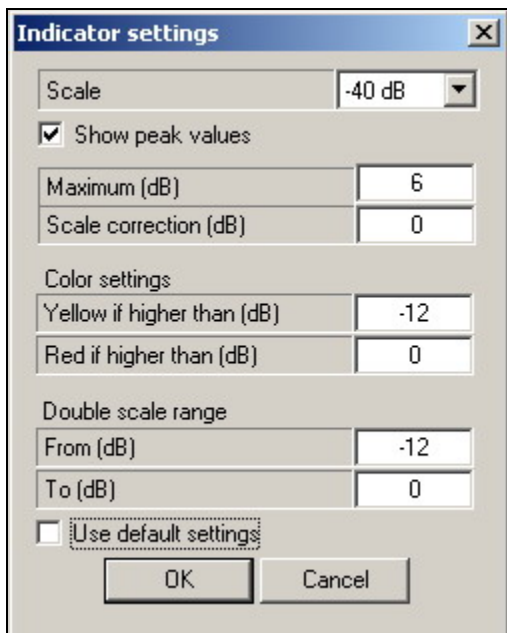 Indicator settings
Scale -40 dB
Show peak values
Maximum (dB) 6
Scale correction (dB) 0
Color settings
Yellow if higher than (dB) -12
Red if higher than (dB) 0
Double scale range
From (dB) -12
To (dB) 0
Use default settings
OK Cancel